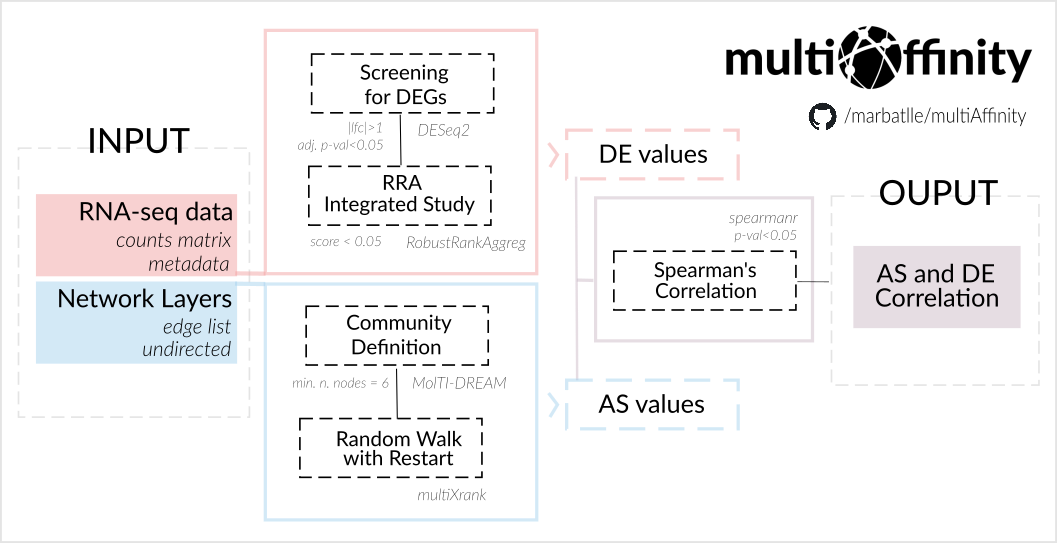 multiAffinity
/marbatlle/multiAffinity
INPUT
RNA-seq data
counts matrix
metadata
Network Layers
edge list
undirected
Screening
for DEGs
|lfc|>1
adj. p-val<0.05
DESeq2
RRA
Integrated Study
score < 0.05
RobustRankAggreg
Community
Definition
min. n. nodes = 6
MolTI-DREAM
Random Walk
with Restart
multiXrank
DE values
AS values
spearmanr
p-val<0.05
Spearman's
Correlation
OUPUT
AS and DE
Correlation